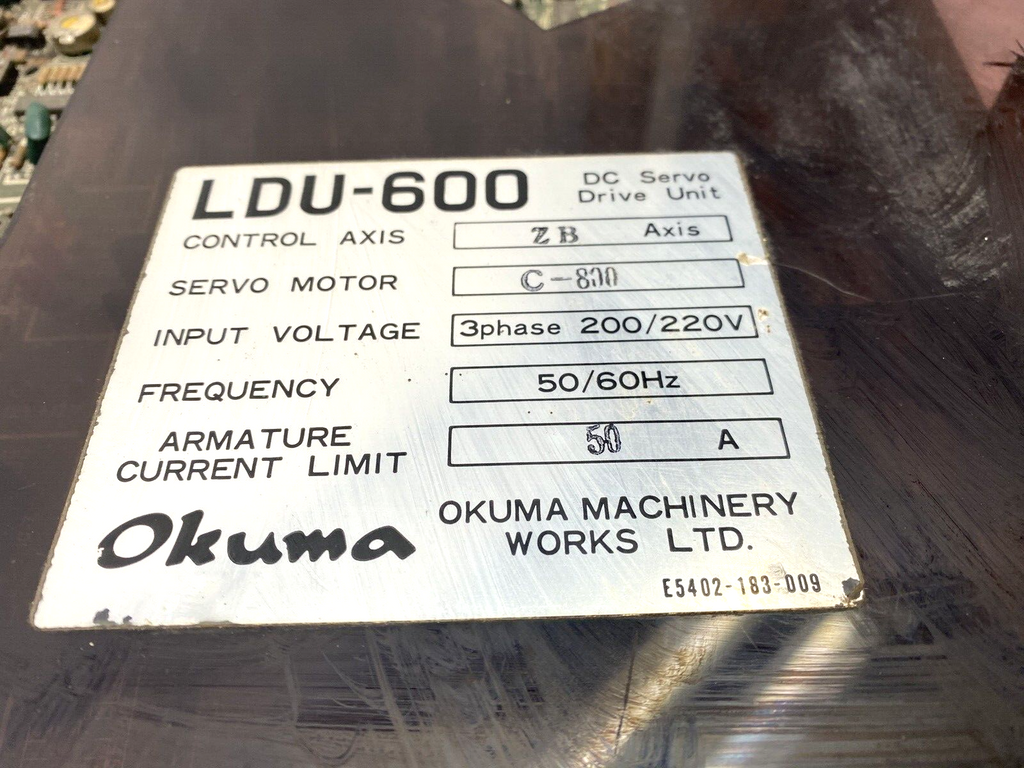 LDU-600 DC Servo Drive Unit
CONTROL AXIS ZB Axis
SERVO MOTOR C-800
INPUT VOLTAGE 3phase 200/220V
FREQUENCY 50/60Hz
ARMATURE CURRENT LIMIT 50 A
Okuma OKUMA MACHINERY WORKS LTD.
E5402-183-009